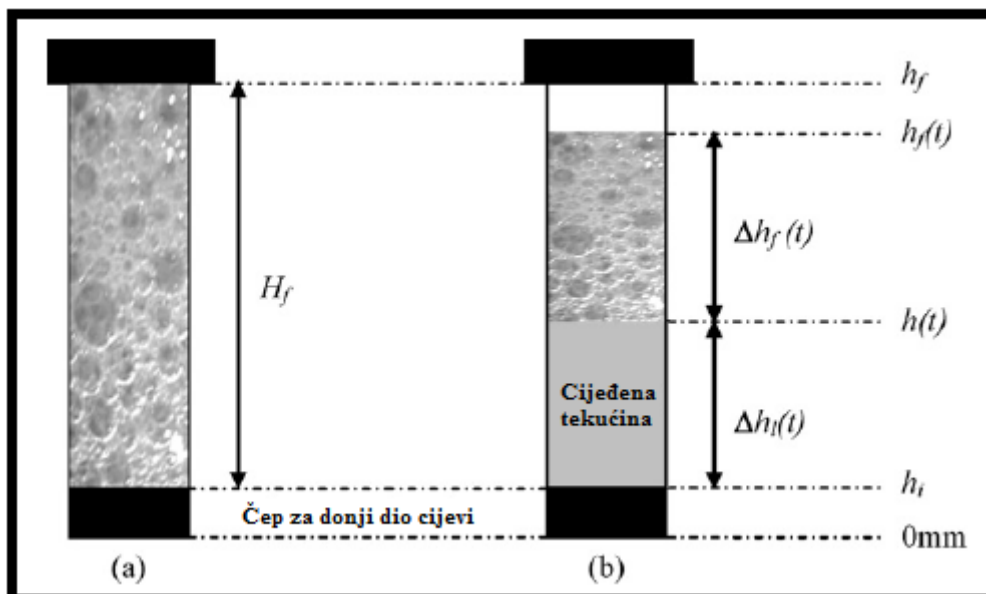 h_f
h_f(t)
Δh_f (t)
H_f
h(t)
Cijeđena
tekućina
Δh_l(t)
h_i
Čep za donji dio cijevi
0mm
(a)
(b)